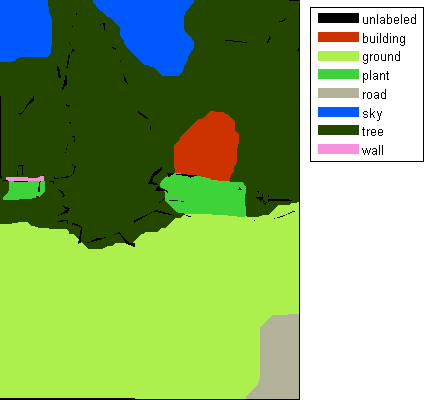 unlabeled
building
ground
plant
road
sky
tree
wall